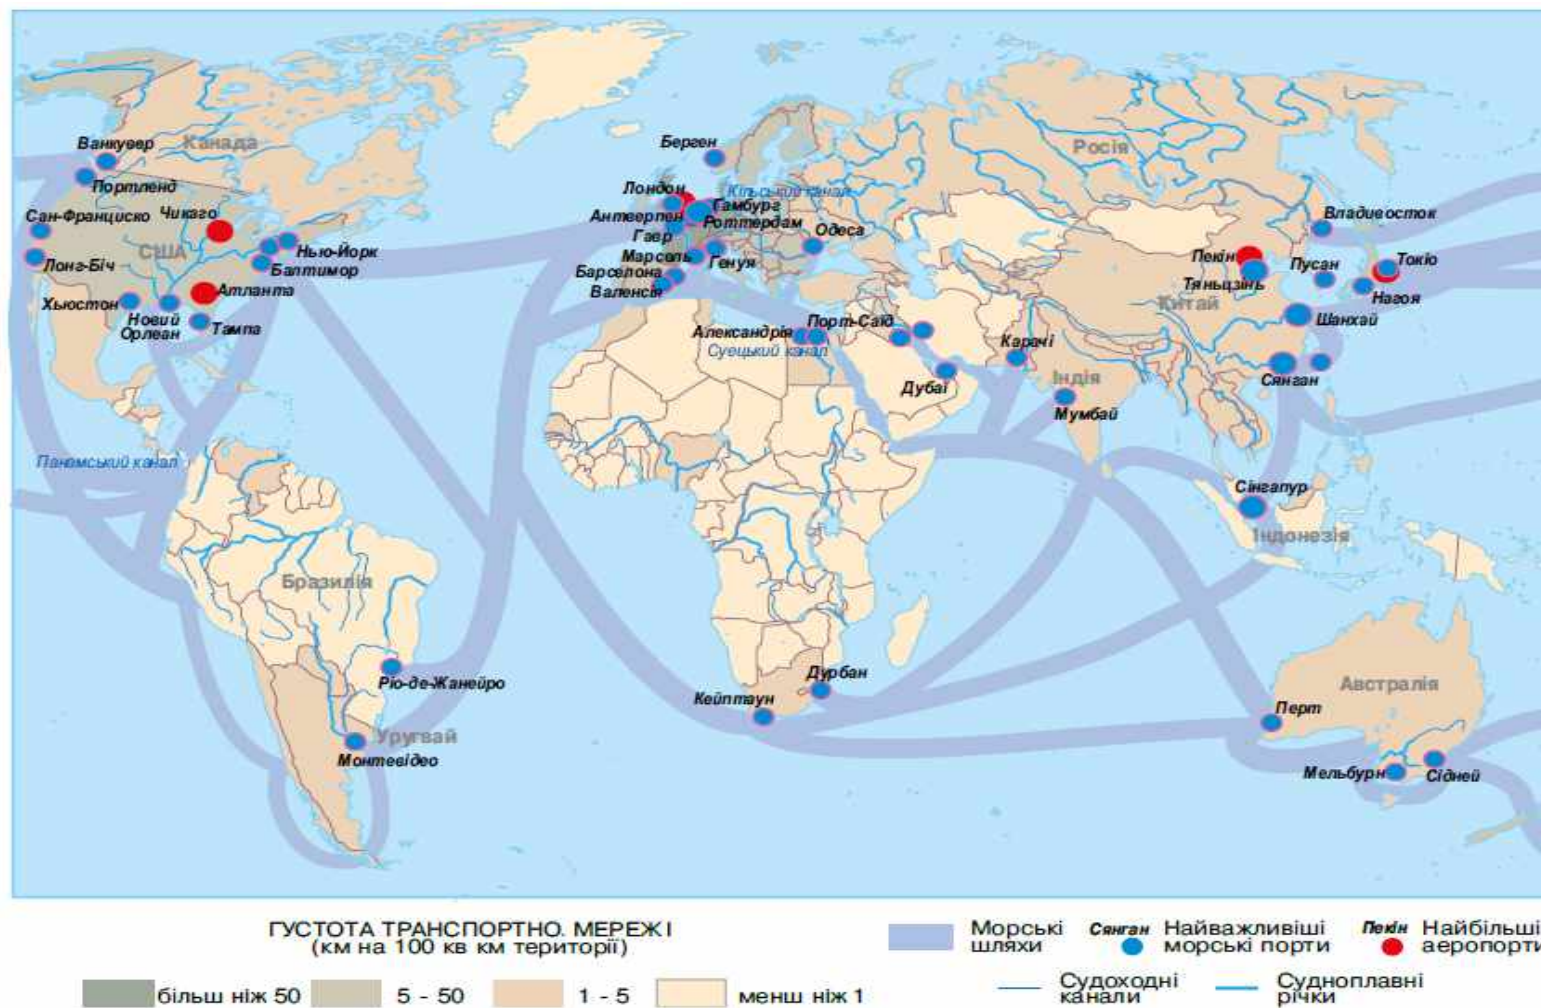 Ванкувер
Канада
Портленд
Сан-Франциско
Чикаго
США
Лонг-Біч
Нью-Йорк
Балтимор
Хьюстон
Атланта
Новий
Орлеан
Тампа
Панамський канал
Бразилія
Ріо-де-Жанейро
Уругвай
Монтевідео
Берген
Лондон
Кільський канал
Гамбург
Антверпен
Роттердам
Гавр
Одеса
Марсель
Генуя
Барселона
Валенсія
Александрія
Порт-Саїд
Суецький канал
Дубаї
Карачі
Індія
Мумбай
Росія
Владивосток
Пекін
Тяньцзінь
Пусан
Токіо
Нагоя
Китай
Шанхай
Сянган
Сінгапур
Індонезія
Дурбан
Кейптаун
Австралія
Перт
Мельбурн
Сідней
ГУСТОТА ТРАНСПОРТНО. МЕРЕЖІ
(км на 100 кв км території)
більш ніж 50
5 - 50
1 - 5
менш ніж 1
Морські
шляхи
Сянган
Найважливіші
морські порти
Пекін
Найбільші
аеропорти
Судоходні
канали
Судноплавні
річки